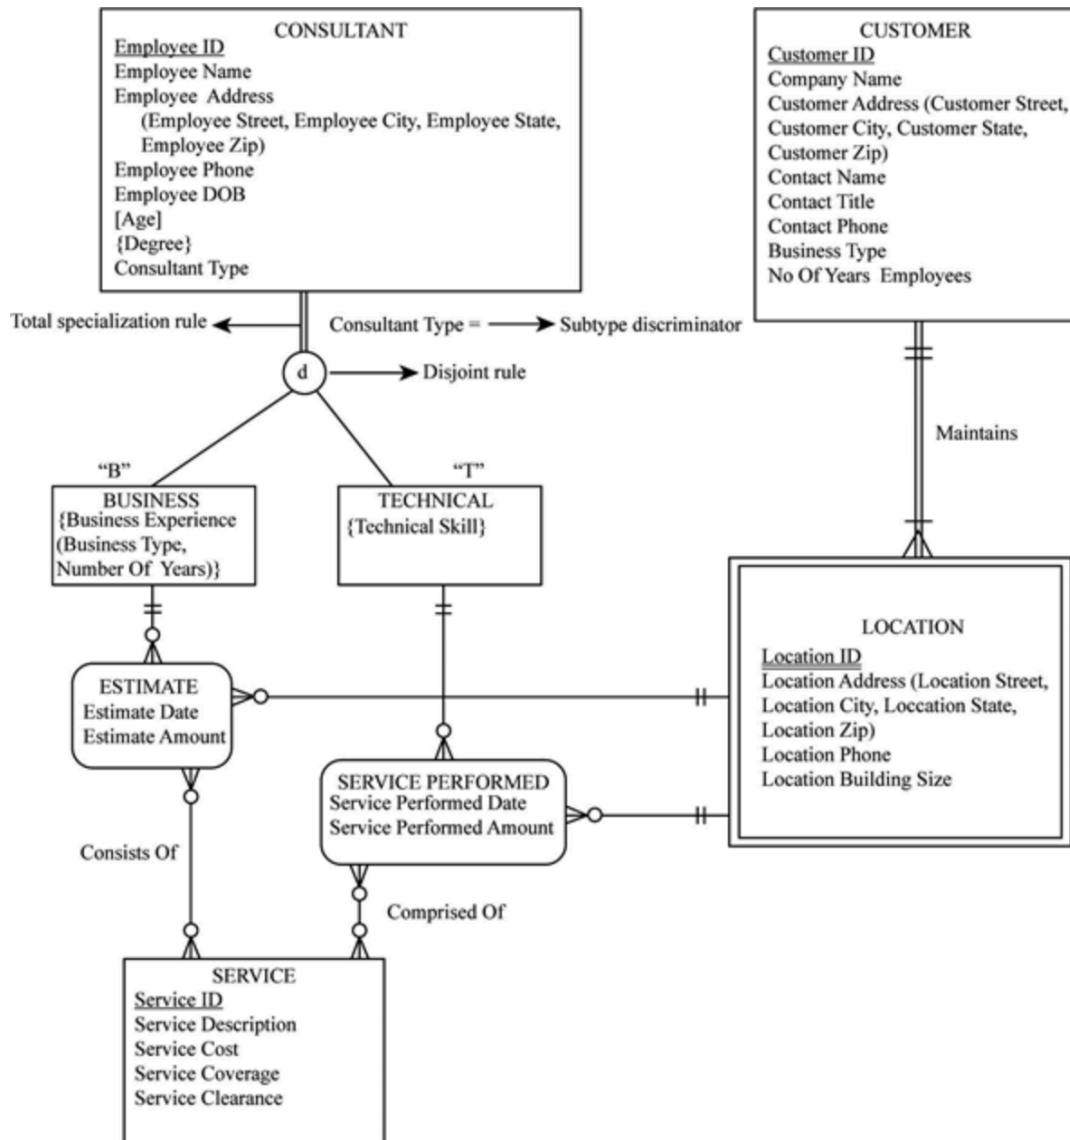 CONSULTANT
Employee ID
Employee Name
Employee Address
(Employee Street, Employee City, Employee State,
Employee Zip)
Employee Phone
Employee DOB
[Age]
{Degree}
Consultant Type
CUSTOMER
Customer ID
Company Name
Customer Address (Customer Street,
Customer City, Customer State,
Customer Zip)
Contact Name
Contact Title
Contact Phone
Business Type
No Of Years Employees
Total specialization rule
Consultant Type =
Subtype discriminator
d
Disjoint rule
Maintains
“B”
“T”
BUSINESS
{Business Experience
(Business Type,
Number Of Years)}
TECHNICAL
{Technical Skill}
LOCATION
Location ID
Location Address (Location Street,
Location City, Loccation State,
Location Zip)
Location Phone
Location Building Size
ESTIMATE
Estimate Date
Estimate Amount
SERVICE PERFORMED
Service Performed Date
Service Performed Amount
Consists Of
Comprised Of
SERVICE
Service ID
Service Description
Service Cost
Service Coverage
Service Clearance